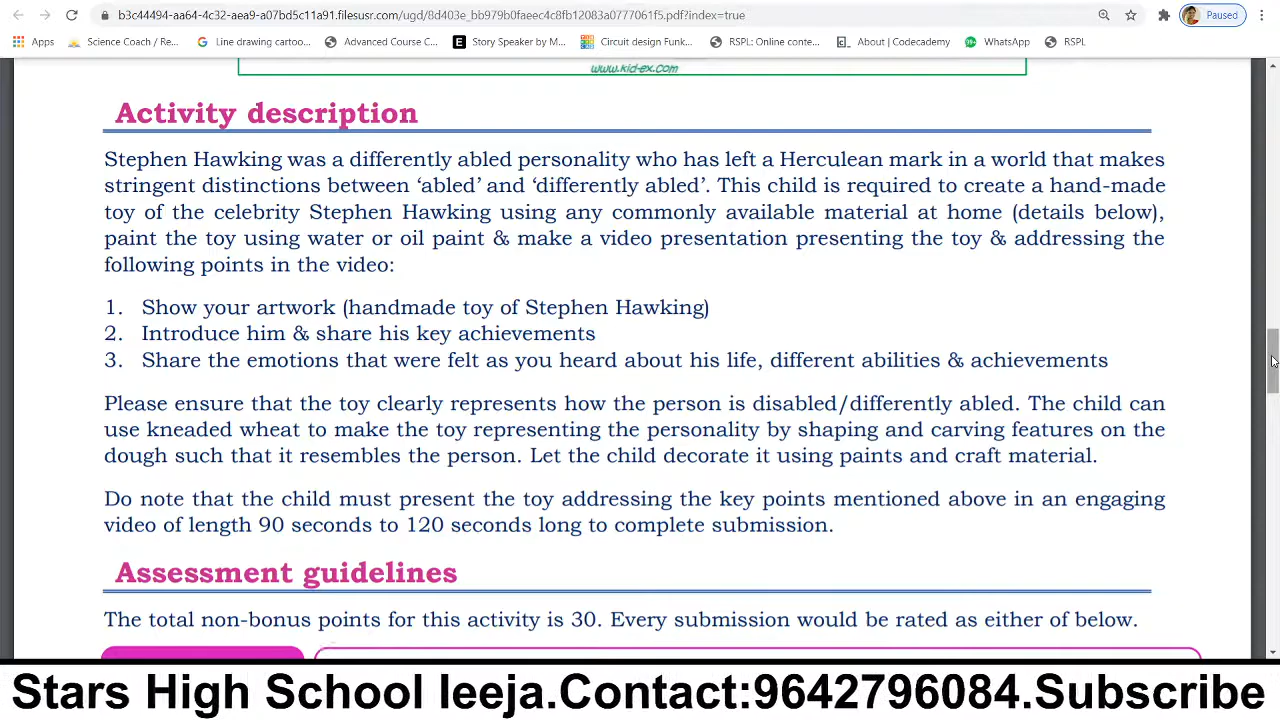 b3c44494-aa64-4c32-aea9-a07bd5c11a91.filesusr.com/ugd/8d403e_bb9790faeec4c8fb12083a0777061f5.pdf?index=true
Paused
Apps
Science Coach / Re...
Line drawing-cartoo...
Advanced Course C...
Story Speaker by M...
Circuit design Funk...
RSPL: Online conte...
About | Codecademy
WhatsApp
RSPL
www.kid-ex.com
Activity description
Stephen Hawking was a differently abled personality who has left a Herculean mark in a world that makes
stringent distinctions between ‘abled’ and ‘differently abled’. This child is required to create a hand-made
toy of the celebrity Stephen Hawking using any commonly available material at home (details below),
paint the toy using water or oil paint & make a video presentation presenting the toy & addressing the
following points in the video:
1. Show your artwork (handmade toy of Stephen Hawking)
2. Introduce him & share his key achievements
3. Share the emotions that were felt as you heard about his life, different abilities & achievements
Please ensure that the toy clearly represents how the person is disabled/differently abled. The child can
use kneaded wheat to make the toy representing the personality by shaping and carving features on the
dough such that it resembles the person. Let the child decorate it using paints and craft material.
Do note that the child must present the toy addressing the key points mentioned above in an engaging
video of length 90 seconds to 120 seconds long to complete submission.
Assessment guidelines
The total non-bonus points for this activity is 30. Every submission would be rated as either of below.
Stars High School leeja.Contact:9642796084.Subscribe